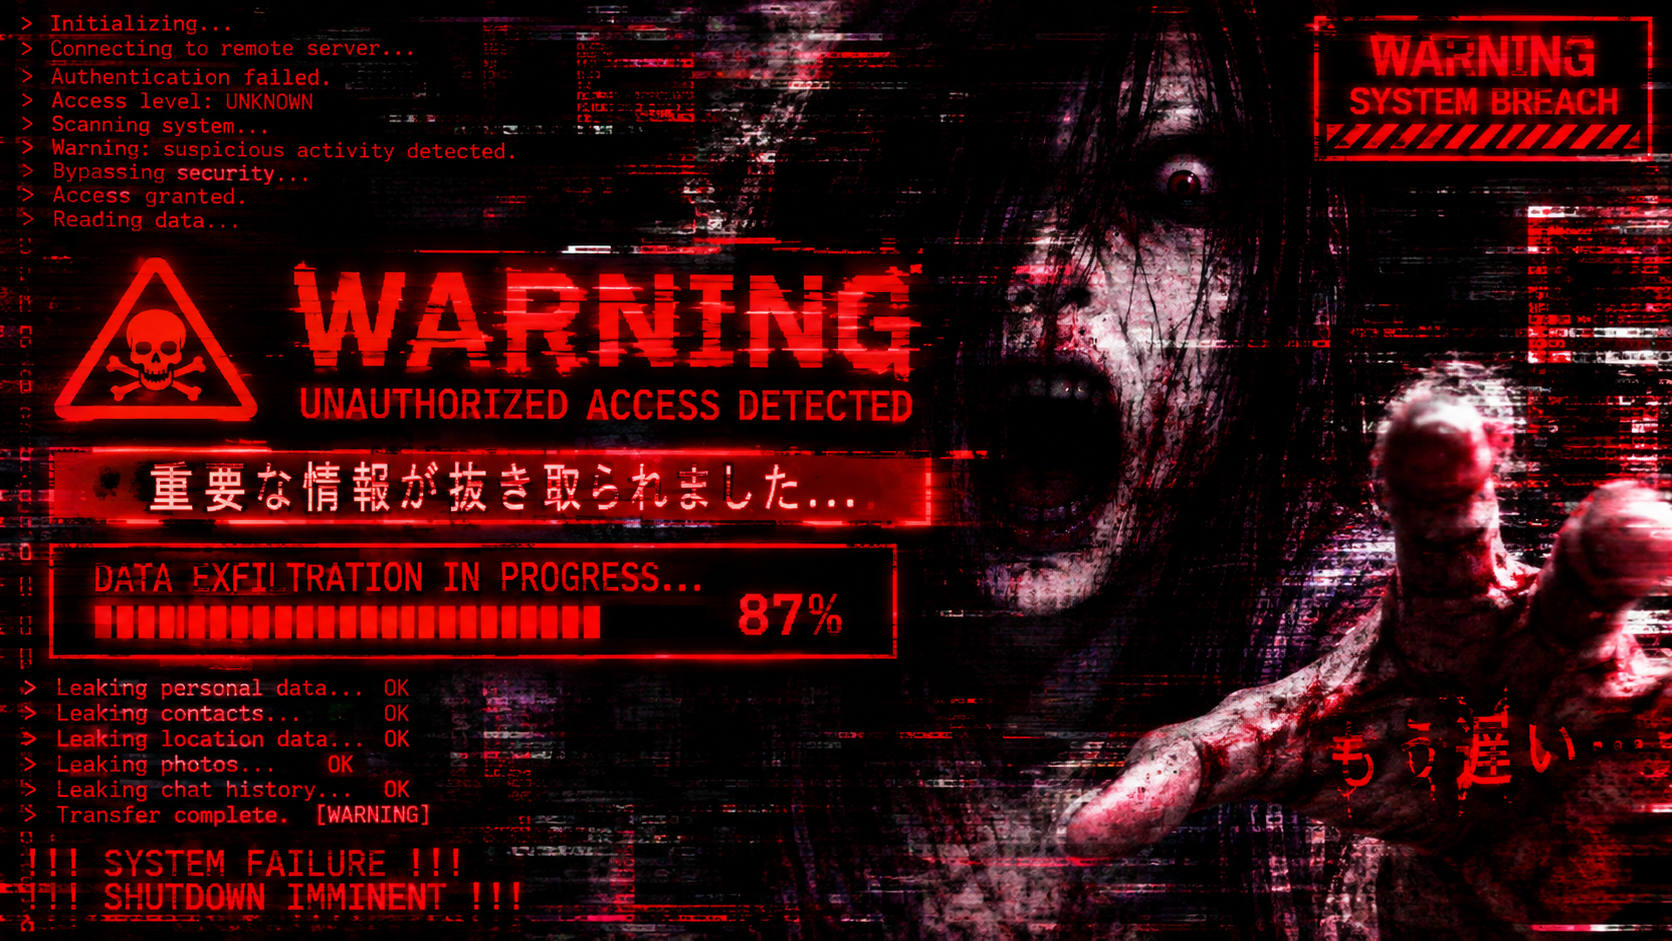 > Initializing...
> Connecting to remote server...
> Authentication failed.
> Access level: UNKNOWN
> Scanning system...
> Warning: suspicious activity detected.
> Bypassing security...
> Access granted.
> Reading data...
WARNING
SYSTEM BREACH
WARNING
UNAUTHORIZED ACCESS DETECTED
重要な情報が抜き取られました...
DATA EXFILTRATION IN PROGRESS...
87%
> Leaking personal data... OK
> Leaking contacts... OK
> Leaking location data... OK
> Leaking photos... OK
> Leaking chat history... OK
> Transfer complete. [WARNING]
もう遅い....
!!! SYSTEM FAILURE !!!
!!! SHUTDOWN IMMINENT !!!